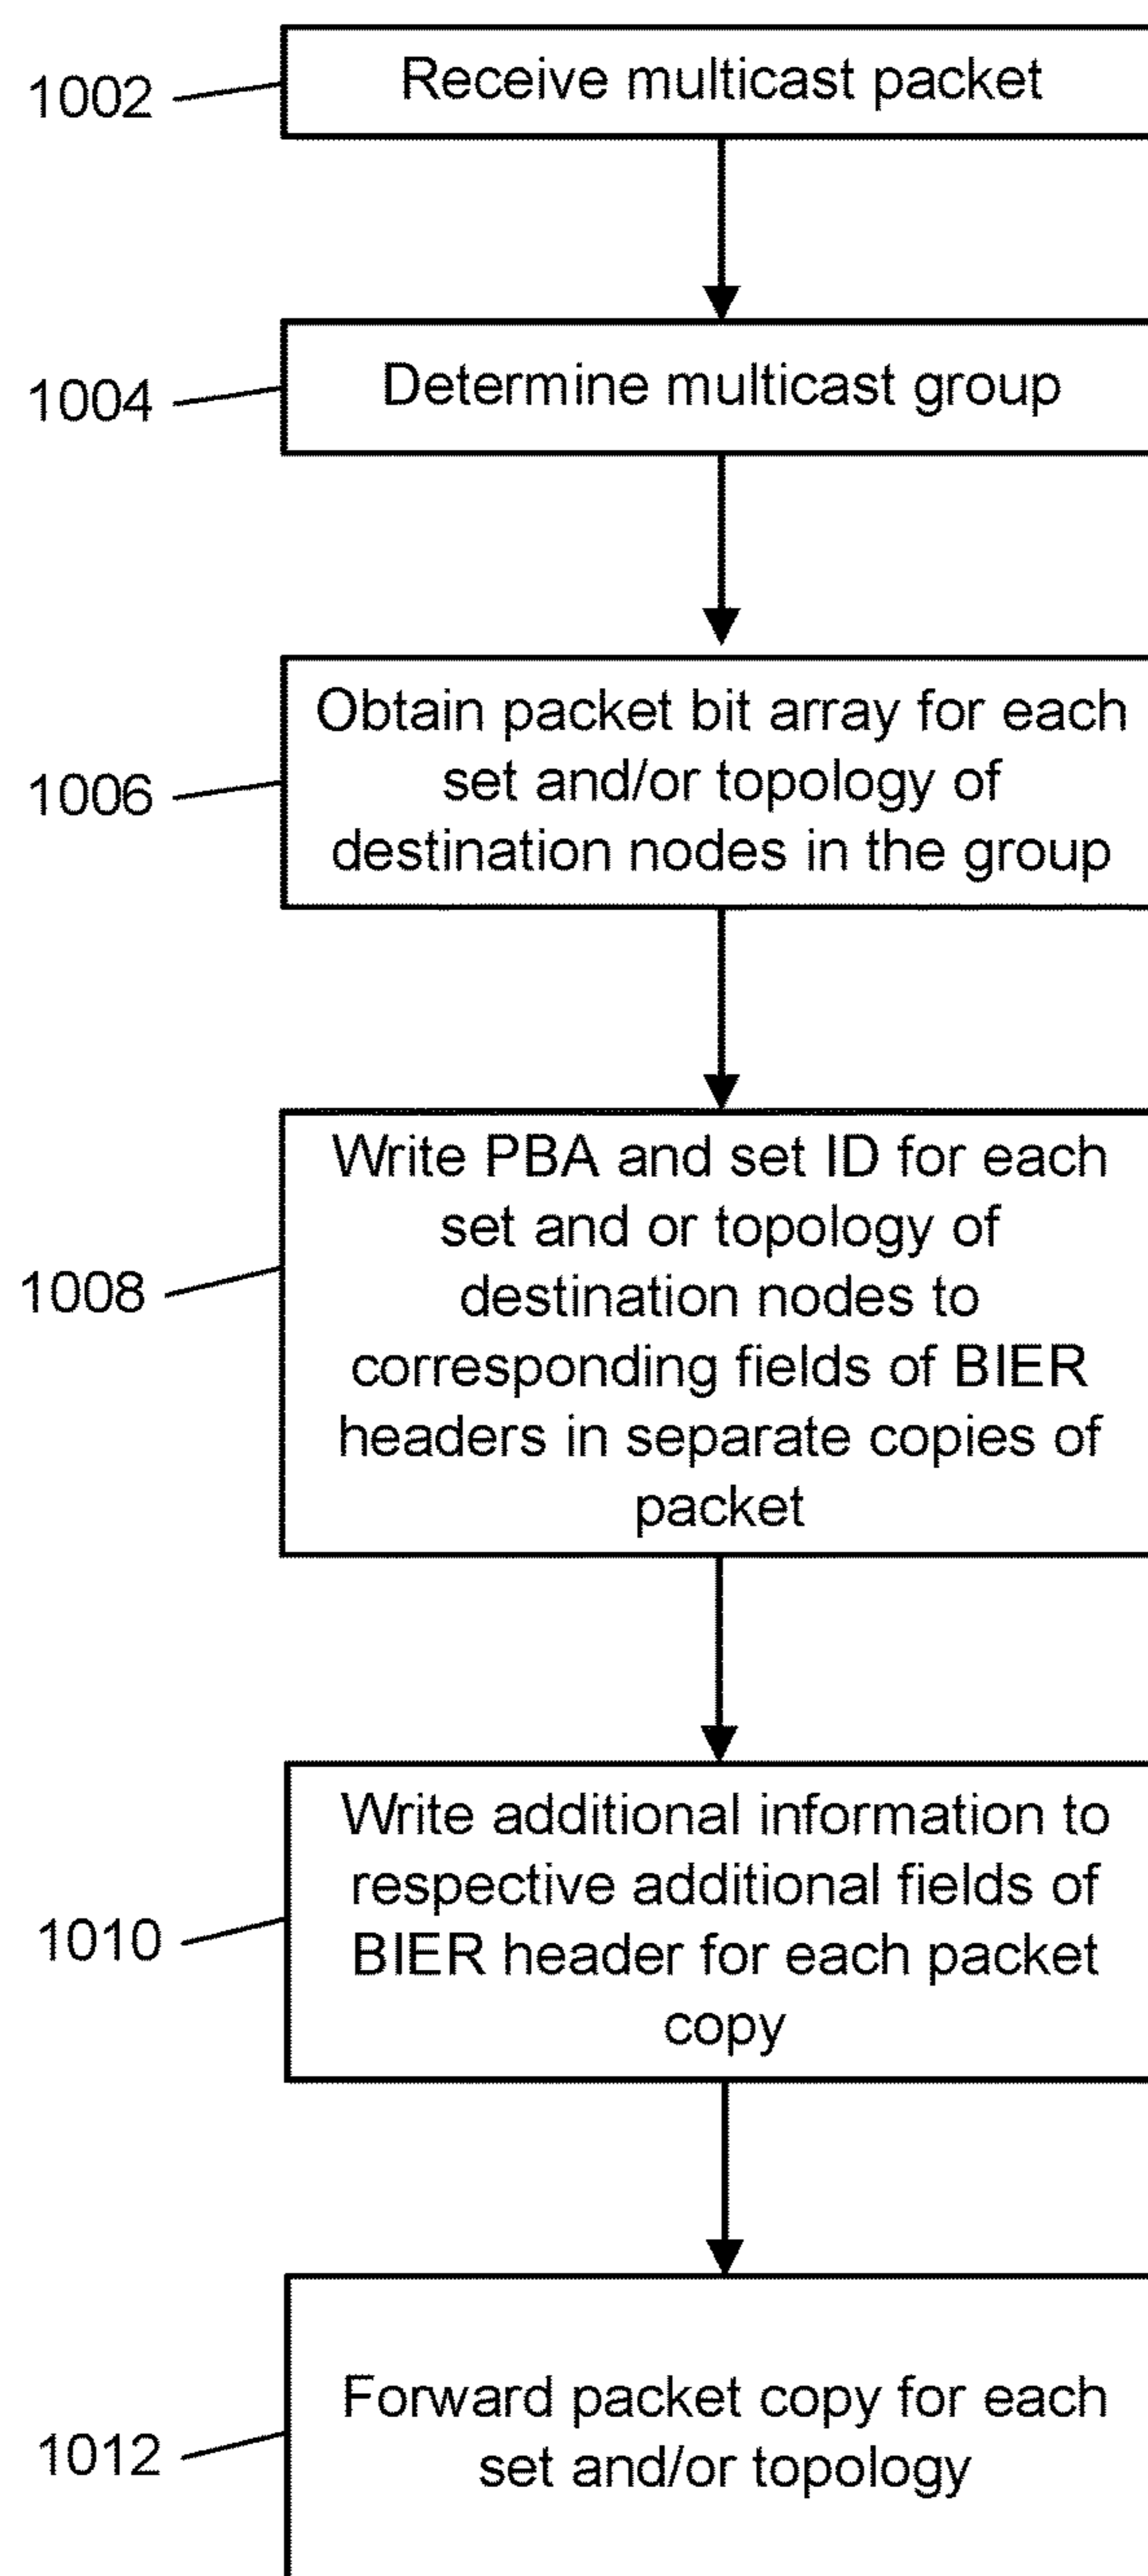 1002
Receive multicast packet
1004
Determine multicast group
Obtain packet bit array for each
1006
set and/or topology of
destination nodes in the group
Write PBA and set ID for each
set and or topology of
1008
destination nodes to
corresponding fields of BIER
headers in separate copies of
packet
Write additional information to
respective additional fields of
1010
BIER header for each packet
copy
Forward packet copy for each
1012
set and/or topology